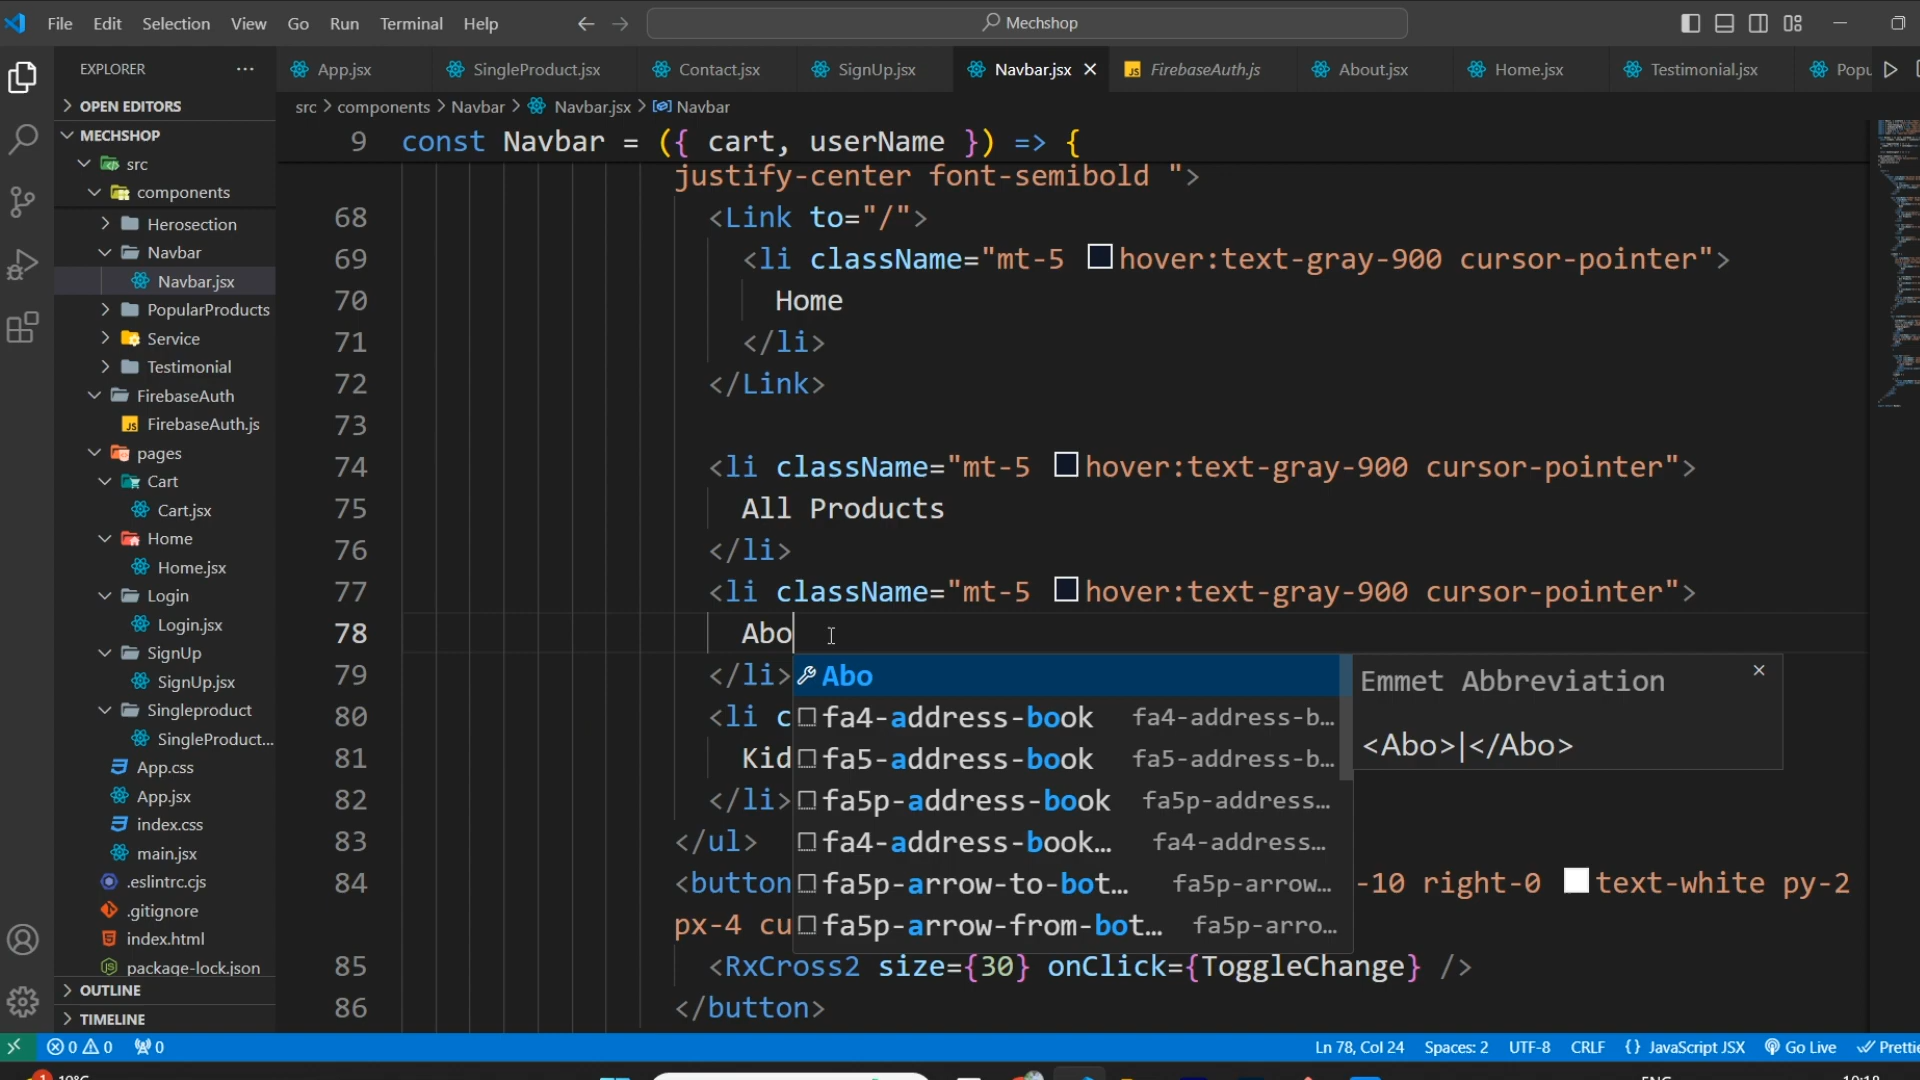 File Edit Selection View Go Run Terminal Help
Mechshop
EXPLORER
App.jsx SingleProduct.jsx Contact.jsx SignUp.jsx Navbar.jsx FirebaseAuth.js About.jsx Home.jsx Testimonial.jsx Popu
OPEN EDITORS
src > components > Navbar > Navbar.jsx > Navbar
MECHSHOP
src
components
Herosection
Navbar
Navbar.jsx
PopularProducts
Service
Testimonial
FirebaseAuth
FirebaseAuth.js
pages
Cart
Cart.jsx
Home
Home.jsx
Login
Login.jsx
SignUp
SignUp.jsx
Singleproduct
SingleProduct...
App.css
App.jsx
index.css
main.jsx
.eslintrc.cjs
.gitignore
index.html
package-lock.json
OUTLINE
TIMELINE
9 const Navbar = ({ cart, userName }) => {
justify-center font-semibold ">
68 <Link to="/">
69 <li className="mt-5 hover:text-gray-900 cursor-pointer">
70 Home
71 </li>
72 </Link>
73
74 <li className="mt-5 hover:text-gray-900 cursor-pointer">
75 All Products
76 </li>
77 <li className="mt-5 hover:text-gray-900 cursor-pointer">
78 Abo
79 </li>
80 <li c
81 Kid
82 </li>
83 </ul>
84 <button -10 right-0 text-white py-2
px-4 cu
85 <RxCross2 size={30} onClick={ToggleChange} />
86 </button>
Abo
fa4-address-book fa4-address-b...
fa5-address-book fa5-address-b...
fa5p-address-book fa5p-address...
fa4-address-book... fa4-address...
fa5p-arrow-to-bot... fa5p-arrow...
fa5p-arrow-from-bot... fa5p-arro...
Emmet Abbreviation
<Abo>|</Abo>
0 0 0 Ln 78, Col 24 Spaces: 2 UTF-8 CRLF {} JavaScript JSX Go Live Prettie